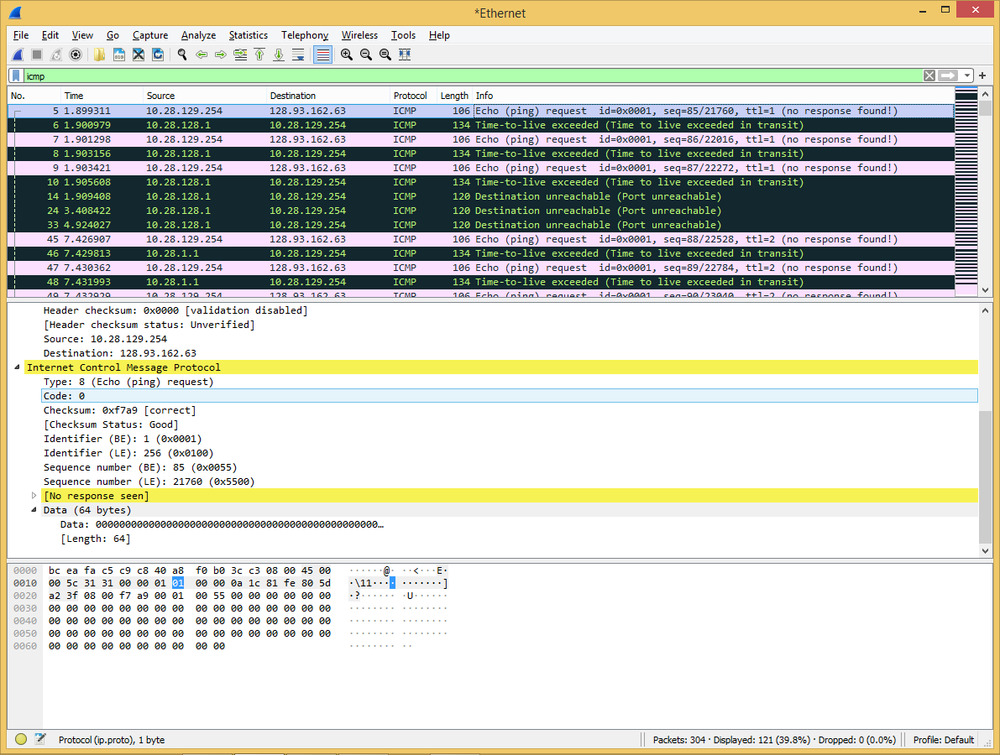 *Ethernet
File Edit View Go Capture Analyze Statistics Telephony Wireless Tools Help
icmp
No. Time Source Destination Protocol Length Info
5 1.899311 10.28.129.254 128.93.162.63 ICMP 106 Echo (ping) request id=0x0001, seq=85/21760, ttl=1 (no response found!)
6 1.900979 10.28.128.1 10.28.129.254 ICMP 134 Time-to-live exceeded (Time to live exceeded in transit)
7 1.901298 10.28.129.254 128.93.162.63 ICMP 106 Echo (ping) request id=0x0001, seq=86/22016, ttl=1 (no response found!)
8 1.903156 10.28.128.1 10.28.129.254 ICMP 134 Time-to-live exceeded (Time to live exceeded in transit)
9 1.903421 10.28.129.254 128.93.162.63 ICMP 106 Echo (ping) request id=0x0001, seq=87/22272, ttl=1 (no response found!)
10 1.905608 10.28.128.1 10.28.129.254 ICMP 134 Time-to-live exceeded (Time to live exceeded in transit)
14 1.909408 10.28.128.1 10.28.129.254 ICMP 120 Destination unreachable (Port unreachable)
24 3.408422 10.28.128.1 10.28.129.254 ICMP 120 Destination unreachable (Port unreachable)
33 4.924027 10.28.128.1 10.28.129.254 ICMP 120 Destination unreachable (Port unreachable)
45 7.426907 10.28.129.254 128.93.162.63 ICMP 106 Echo (ping) request id=0x0001, seq=88/22528, ttl=2 (no response found!)
46 7.429813 10.28.1.1 10.28.129.254 ICMP 134 Time-to-live exceeded (Time to live exceeded in transit)
47 7.430362 10.28.129.254 128.93.162.63 ICMP 106 Echo (ping) request id=0x0001, seq=89/22784, ttl=2 (no response found!)
48 7.431993 10.28.1.1 10.28.129.254 ICMP 134 Time-to-live exceeded (Time to live exceeded in transit)
49 7.432929 10.28.129.254 128.93.162.63 ICMP 106 Echo (ping) request id=0x0001, seq=90/23040, ttl=2 (no response found!)
Header checksum: 0x0000 [validation disabled]
[Header checksum status: Unverified]
Source: 10.28.129.254
Destination: 128.93.162.63
Internet Control Message Protocol
Type: 8 (Echo (ping) request)
Code: 0
Checksum: 0xf7a9 [correct]
[Checksum Status: Good]
Identifier (BE): 1 (0x0001)
Identifier (LE): 256 (0x0100)
Sequence number (BE): 85 (0x0055)
Sequence number (LE): 21760 (0x5500)
[No response seen]
Data (64 bytes)
Data: 000000000000000000000000000000000000000000000000…
[Length: 64]
0000 bc ea fa c5 c9 c8 40 a8 f0 b0 3c c3 08 00 45 00 ······@· ··<···E·
0010 00 5c 31 31 00 00 01 01 00 00 0a 1c 81 fe 80 5d ·\11···· ·······]
0020 a2 3f 08 00 f7 a9 00 01 00 55 00 00 00 00 00 00 ·?······ ·U······
0030 00 00 00 00 00 00 00 00 00 00 00 00 00 00 00 00 ········ ········
0040 00 00 00 00 00 00 00 00 00 00 00 00 00 00 00 00 ········ ········
0050 00 00 00 00 00 00 00 00 00 00 00 00 00 00 00 00 ········ ········
0060 00 00 00 00 00 00 00 00 00 00 ········ ··
Protocol (ip.proto), 1 byte Packets: 304 · Displayed: 121 (39.8%) · Dropped: 0 (0.0%) Profile: Default